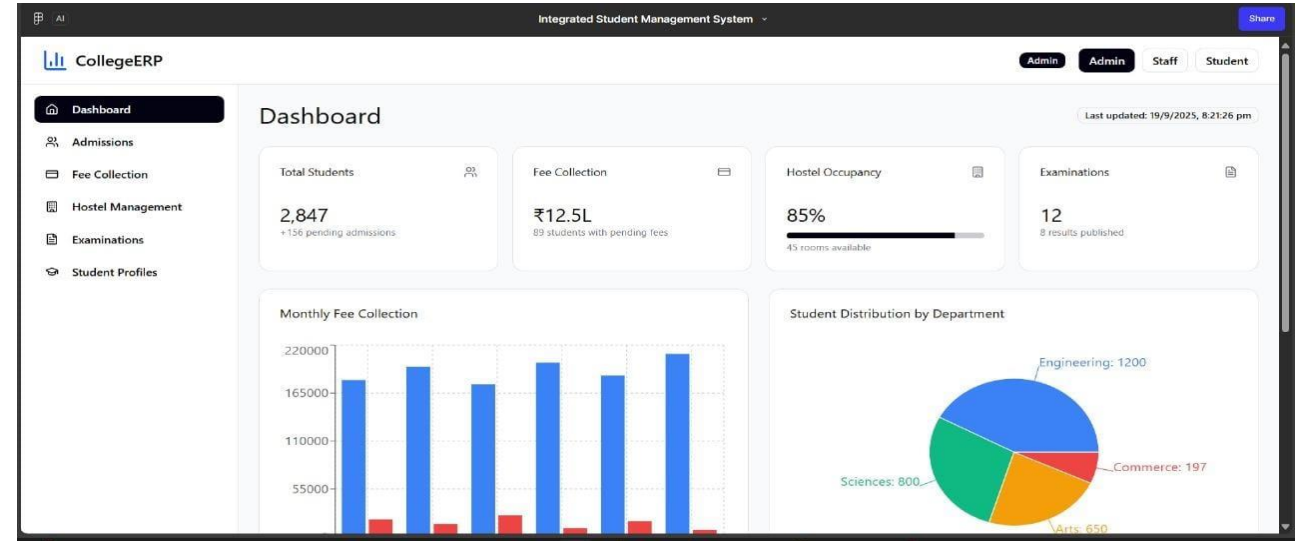 AI
Integrated Student Management System
Share
CollegeERP
Admin
Admin
Staff
Student
Dashboard
Admissions
Fee Collection
Hostel Management
Examinations
Student Profiles
Dashboard
Last updated: 19/9/2025, 8:21:26 pm
Total Students
2,847
+156 pending admissions
Fee Collection
₹12.5L
89 students with pending fees
Hostel Occupancy
85%
45 rooms available
Examinations
12
8 results published
Monthly Fee Collection
220000
165000
110000
55000
Student Distribution by Department
Engineering: 1200
Commerce: 197
Sciences: 800
Arts: 650